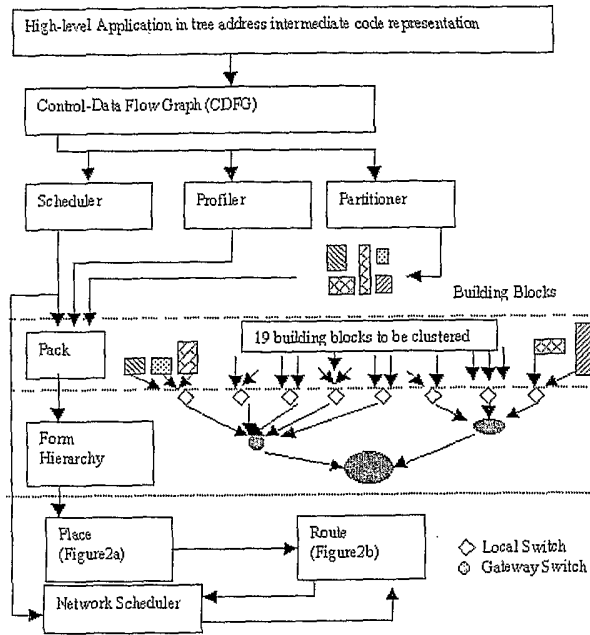 High-level Application in tree address intermediate code representation
Control-Data Flow Graph (CDFG)
Scheduler
Profiler
Partitioner
Building Blocks
Pack
19 building blocks to be clustered
Form
Hierarchy
Place
(Figure2a)
Route
(Figure2b)
Local Switch
Gateway Switch
Network Scheduler